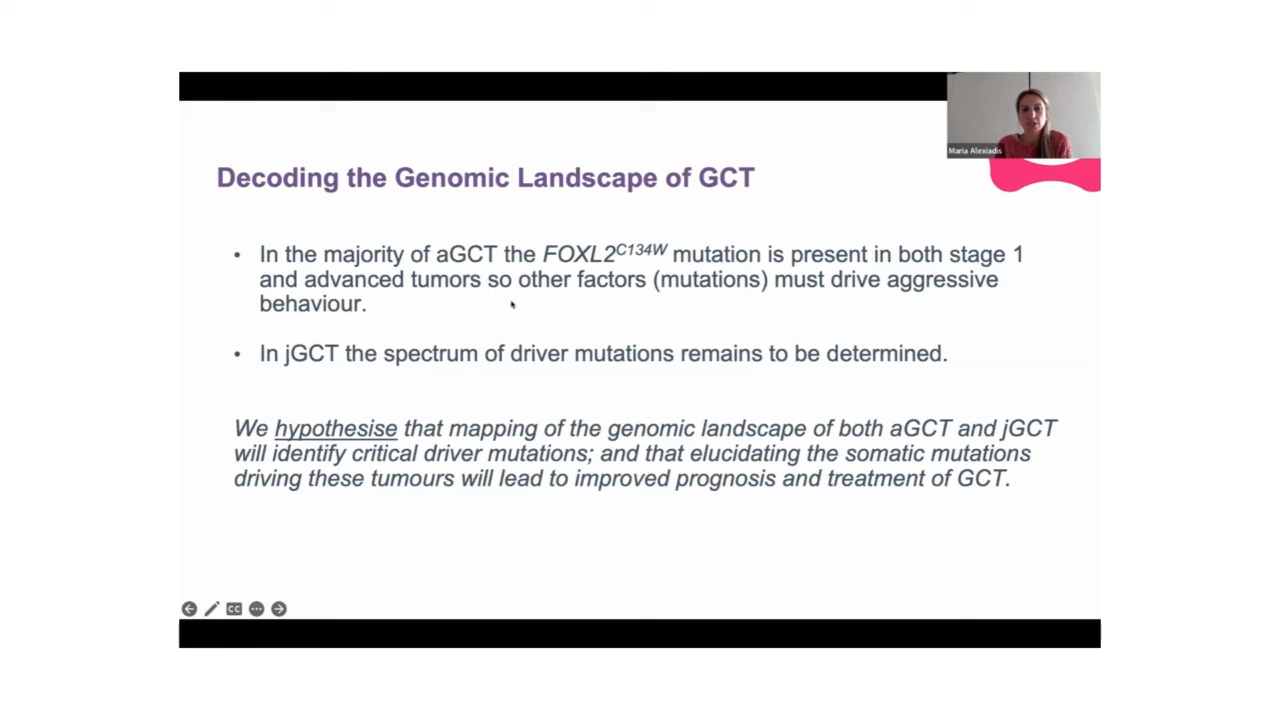 Maria Alexiadis
Decoding the Genomic Landscape of GCT
• In the majority of aGCT the FOXL2C134W mutation is present in both stage 1
and advanced tumors so other factors (mutations) must drive aggressive
behaviour.
• In jGCT the spectrum of driver mutations remains to be determined.
We hypothesise that mapping of the genomic landscape of both aGCT and jGCT
will identify critical driver mutations; and that elucidating the somatic mutations
driving these tumours will lead to improved prognosis and treatment of GCT.
CC